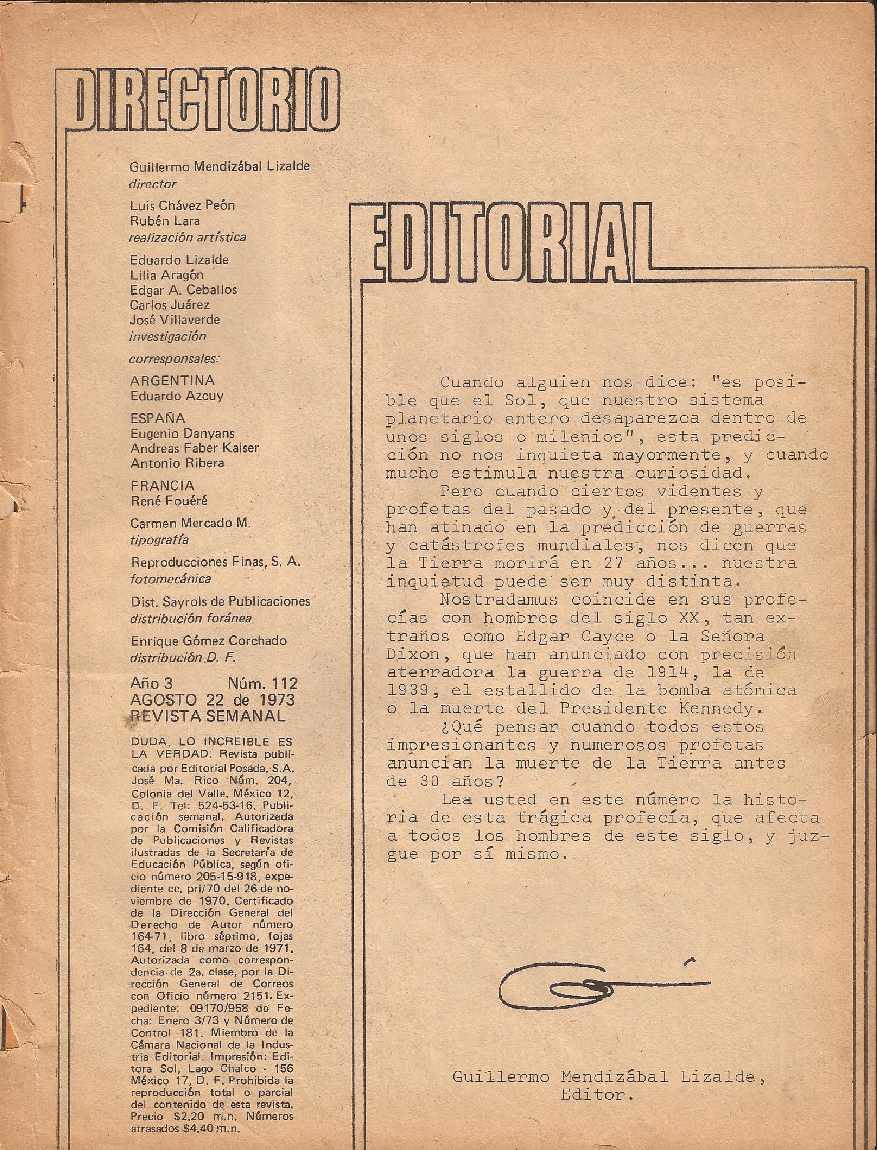 DIRECTORIO
Guillermo Mendizábal Lizalde
director
Luis Chávez Peón
Rubén Lara
realización artística
Eduardo Lizalde
Lilia Aragón
Edgar A. Ceballos
Carlos Juárez
José Villaverde
investigación
corresponsales:
ARGENTINA
Eduardo Azcuy
ESPAÑA
Eugenio Danyans
Andreas Faber Kaiser
Antonio Ribera
FRANCIA
René Fouéré
Carmen Mercado M.
tipografía
Reproducciones Finas, S. A.
fotomecánica
Dist. Sayrols de Publicaciones
distribución foránea
Enrique Gómez Corchado
distribución D. F.
Año 3 Núm. 112
AGOSTO 22 de 1973
REVISTA SEMANAL
DUDA, LO INCREIBLE ES
LA VERDAD. Revista publi-
cada por Editorial Posada, S.A.
José Ma. Rico Núm. 204,
Colonia del Valle, México 12,
D. F. Tel: 524-53-16. Publi-
cación semanal. Autorizada
por la Comisión Calificadora
de Publicaciones y Revistas
ilustradas de la Secretaría de
Educación Pública, según ofi-
cio número 205-15-918, expe-
diente cc. pri/70 del 26 de no-
viembre de 1970. Certificado
de la Dirección General del
Derecho de Autor número
164-71, libro séptimo, fojas
164, del 8 de marzo de 1971.
Autorizada como correspon-
dencia de 2a. clase, por la Di-
rección General de Correos
con Oficio número 2151. Ex-
pediente: 09170/958 de Fe-
cha: Enero 3/73 y Número de
Control 181. Miembro de la
Cámara Nacional de la Indus-
tria Editorial. Impresión: Edi-
tora Sol, Lago Chalco - 156
México 17, D. F. Prohibida la
reproducción total o parcial
del contenido de esta revista.
Precio $2.20 m.n. Números
atrasados $4.40 m.n.
EDITORIAL
Cuando alguien nos dice: "es posi-
ble que el Sol, que nuestro sistema
planetario entero desaparezca dentro de
unos siglos o milenios", esta predic-
ción no nos inquieta mayormente, y cuando
mucho estimula nuestra curiosidad.
Pero cuando ciertos videntes y
profetas del pasado y del presente, que
han atinado en la predicción de guerras
y catástrofes mundiales, nos dicen que
la Tierra morirá en 27 años... nuestra
inquietud puede ser muy distinta.
Nostradamus coincide en sus profe-
cías con hombres del siglo XX, tan ex-
traños como Edgar Cayce o la Señora
Dixon, que han anunciado con precisión
aterradora la guerra de 1914, la de
1939, el estallido de la bomba atómica
o la muerte del Presidente Kennedy.
¿Qué pensar cuando todos estos
impresionantes y numerosos profetas
anuncian la muerte de la Tierra antes
de 30 años?
Lea usted en este número la histo-
ria de esta trágica profecía, que afecta
a todos los hombres de este siglo, y juz-
gue por sí mismo.
Guillermo Mendizábal Lizalde,
Editor.